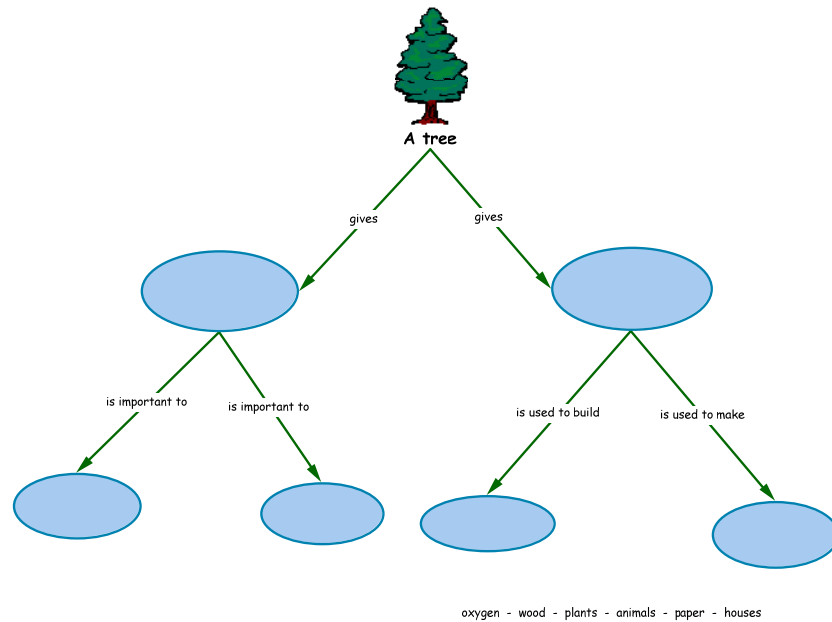 A tree
gives
gives
is important to
is important to
is used to build
is used to make
oxygen - wood - plants - animals - paper - houses